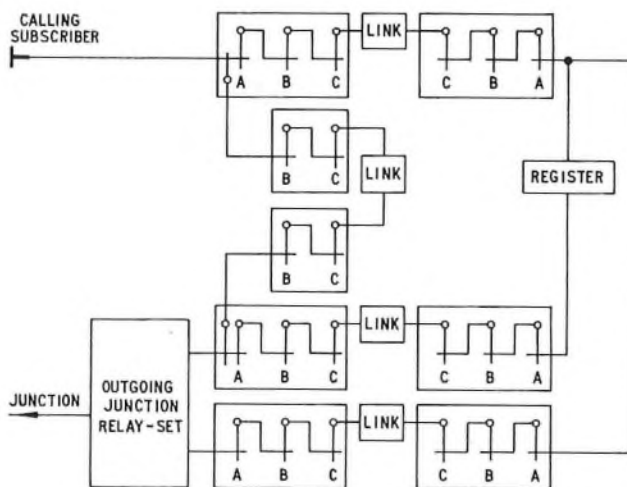 CALLING
SUBSCRIBER
LINK
A B C
C B A
B C
LINK
REGISTER
B C
LINK
A B C
C B A
JUNCTION
OUTGOING
JUNCTION
RELAY-SET
LINK
A B C
C B A